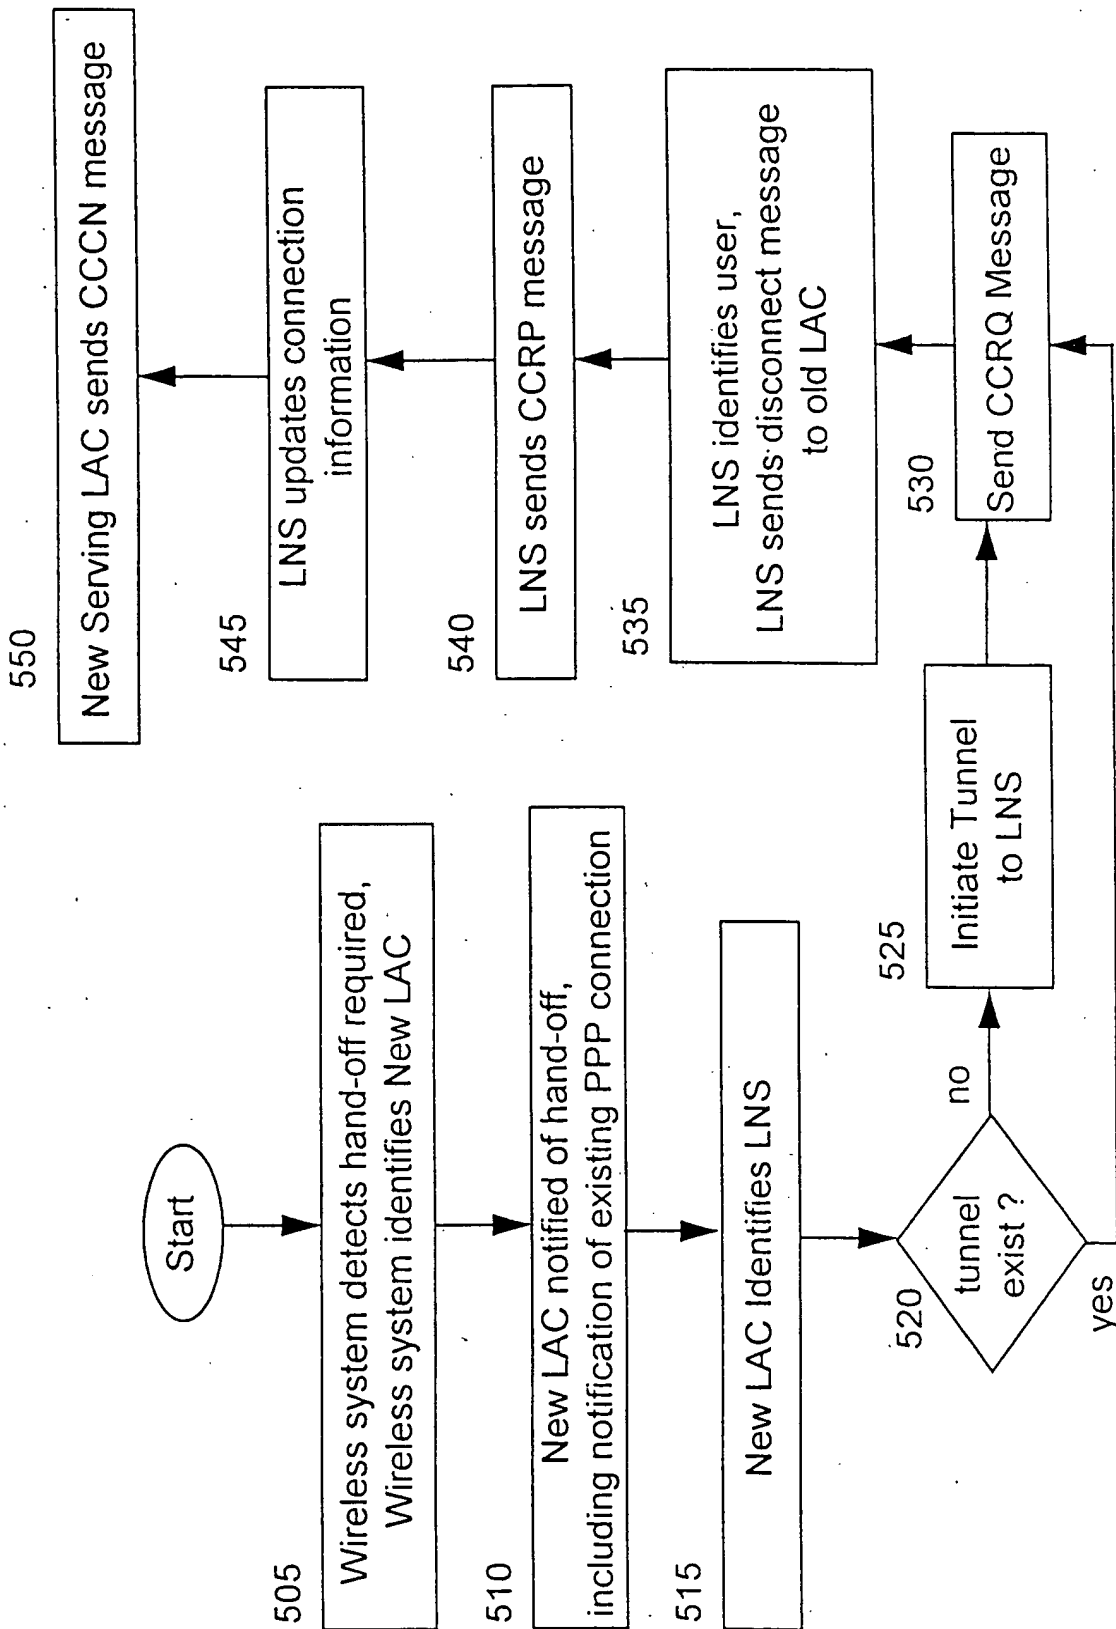 Start
505
Wireless system detects hand-off required,
Wireless system identifies New LAC
510
New LAC notified of hand-off,
including notification of existing PPP connection
515
New LAC Identifies LNS
520
tunnel
exist ?
no
yes
525
Initiate Tunnel
to LNS
530
Send CCRQ Message
535
LNS identifies user,
LNS sends disconnect message
to old LAC
540
LNS sends CCRP message
545
LNS updates connection
information
550
New Serving LAC sends CCCN message